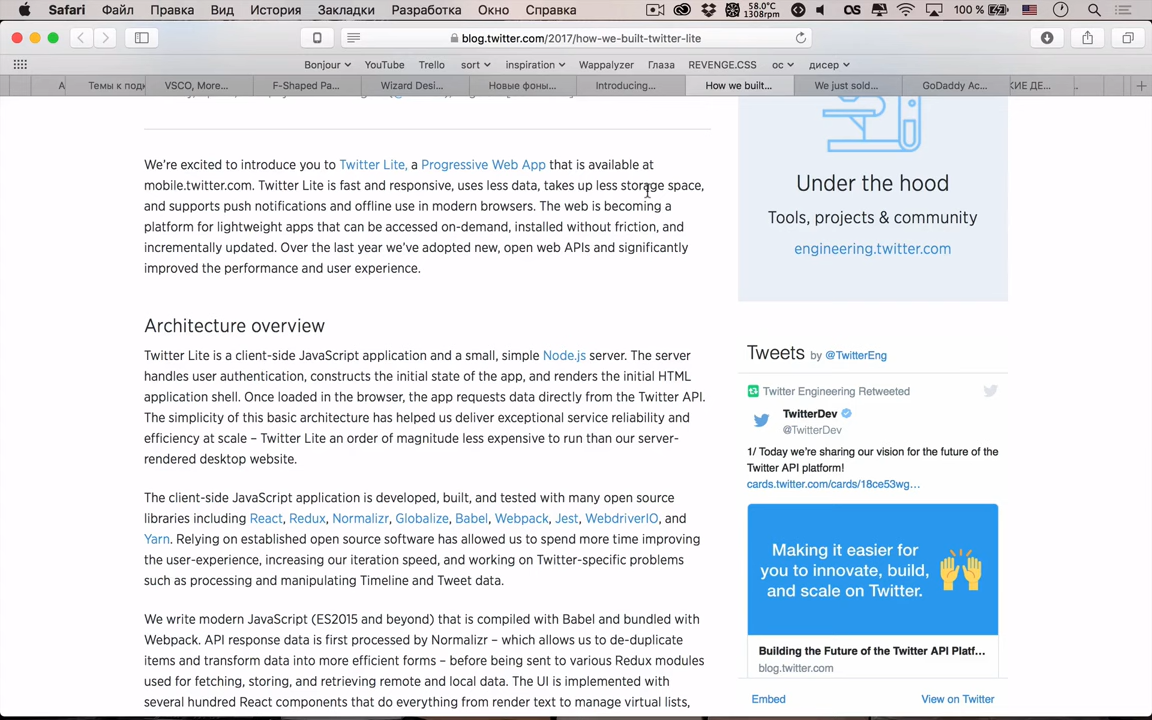 Safari Файл Правка Вид История Закладки Разработка Окно Справка 58.0°C 1308rpm 100 %
blog.twitter.com/2017/how-we-built-twitter-lite
Bonjour YouTube Trello sort inspiration Wappalyzer Глаза REVENGE.CSS ос дисер
А Темы к подк VSCO, More... F-Shaped Pa... Wizard Desi... Новые фоны... Introducing... How we built... We just sold... GoDaddy Ac... КИЕ ДЕ...
We're excited to introduce you to Twitter Lite, a Progressive Web App that is available at
mobile.twitter.com. Twitter Lite is fast and responsive, uses less data, takes up less storage space,
and supports push notifications and offline use in modern browsers. The web is becoming a
platform for lightweight apps that can be accessed on-demand, installed without friction, and
incrementally updated. Over the last year we've adopted new, open web APIs and significantly
improved the performance and user experience.
Architecture overview
Twitter Lite is a client-side JavaScript application and a small, simple Node.js server. The server
handles user authentication, constructs the initial state of the app, and renders the initial HTML
application shell. Once loaded in the browser, the app requests data directly from the Twitter API.
The simplicity of this basic architecture has helped us deliver exceptional service reliability and
efficiency at scale – Twitter Lite an order of magnitude less expensive to run than our server-
rendered desktop website.
The client-side JavaScript application is developed, built, and tested with many open source
libraries including React, Redux, Normalizr, Globalize, Babel, Webpack, Jest, WebdriverIO, and
Yarn. Relying on established open source software has allowed us to spend more time improving
the user-experience, increasing our iteration speed, and working on Twitter-specific problems
such as processing and manipulating Timeline and Tweet data.
We write modern JavaScript (ES2015 and beyond) that is compiled with Babel and bundled with
Webpack. API response data is first processed by Normalizr – which allows us to de-duplicate
items and transform data into more efficient forms – before being sent to various Redux modules
used for fetching, storing, and retrieving remote and local data. The UI is implemented with
several hundred React components that do everything from render text to manage virtual lists,
Under the hood
Tools, projects & community
engineering.twitter.com
Tweets by @TwitterEng
Twitter Engineering Retweeted
TwitterDev
@TwitterDev
1/ Today we're sharing our vision for the future of the
Twitter API platform!
cards.twitter.com/cards/18ce53wg...
Making it easier for
you to innovate, build,
and scale on Twitter.
Building the Future of the Twitter API Platf...
blog.twitter.com
Embed View on Twitter